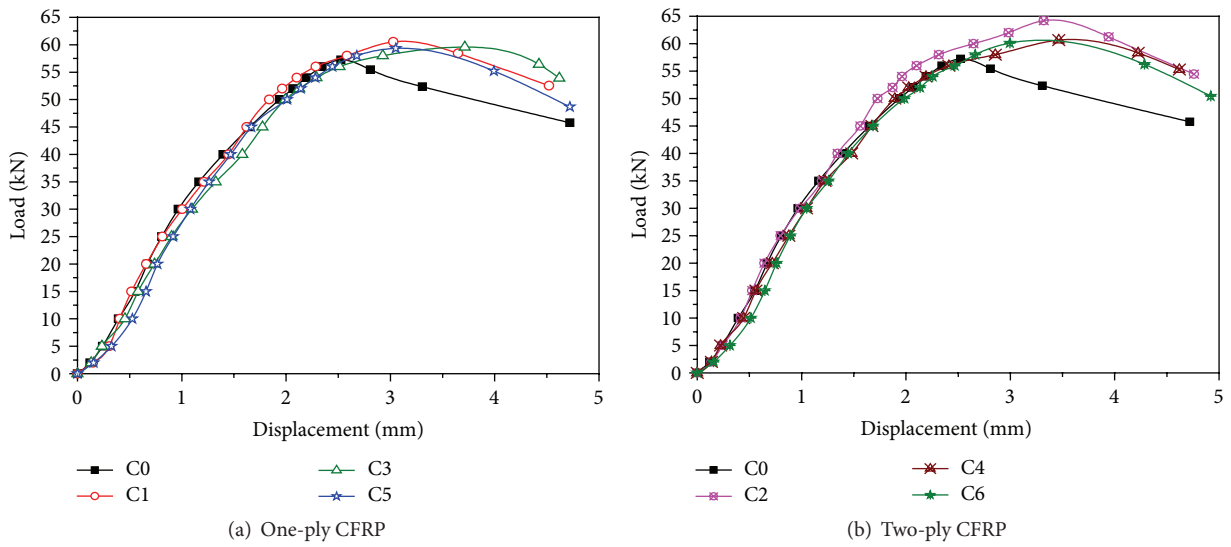 65
60
55
50
45
40
35
30
25
20
15
10
5
0
Load (kN)
0 1 2 3 4 5
Displacement (mm)
C0 C3
C1 C5
(a) One-ply CFRP
65
60
55
50
45
40
35
30
25
20
15
10
5
0
Load (kN)
0 1 2 3 4 5
Displacement (mm)
C0 C4
C2 C6
(b) Two-ply CFRP